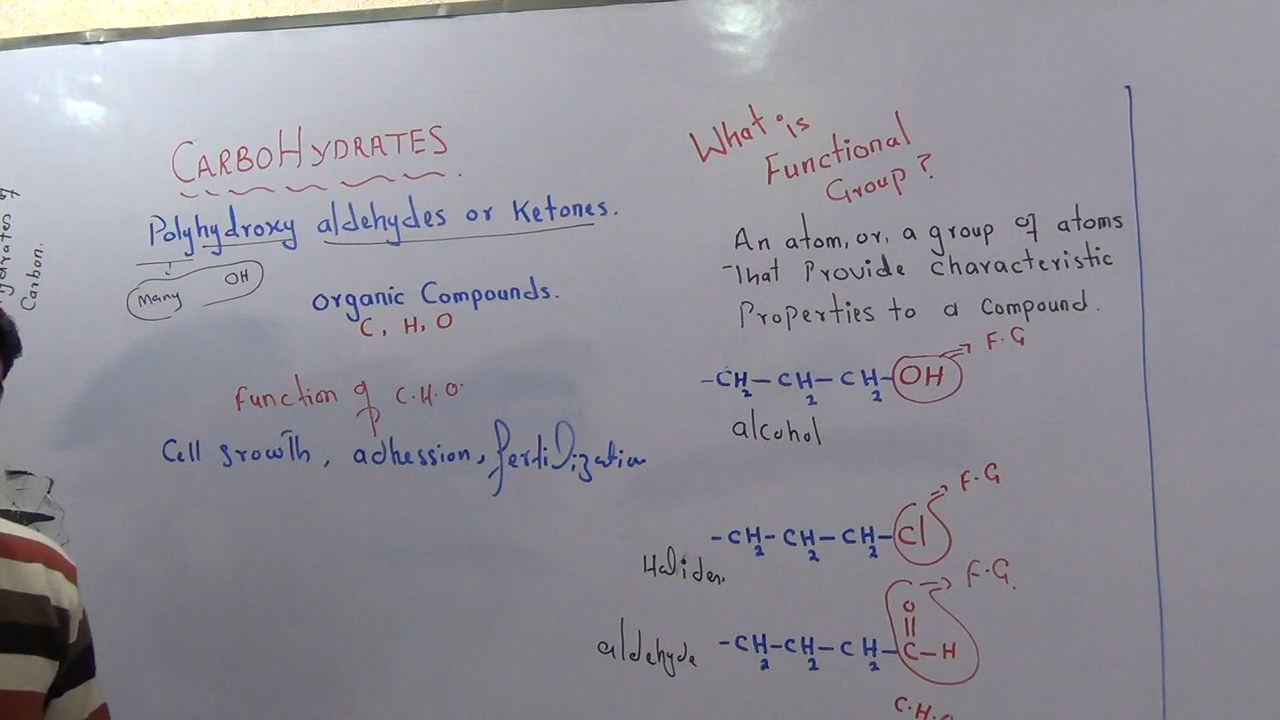 Carbon.
CARBOHYDRATES
Polyhydroxy aldehydes or Ketones.
Many
OH
organic Compounds.
C, H, O
Function of C.H.O.
Cell growth, adhession, fertilization
What is
Functional
Group?
An atom, or, a group of atoms
That Provide characteristic
Properties to a compound.
-CH2-CH2-CH2-OH
F.G
alcohol
-CH2-CH2-CH2-Cl
F.G
Halides.
O
||
aldehyde -CH2-CH2-CH2-C-H
F.G.